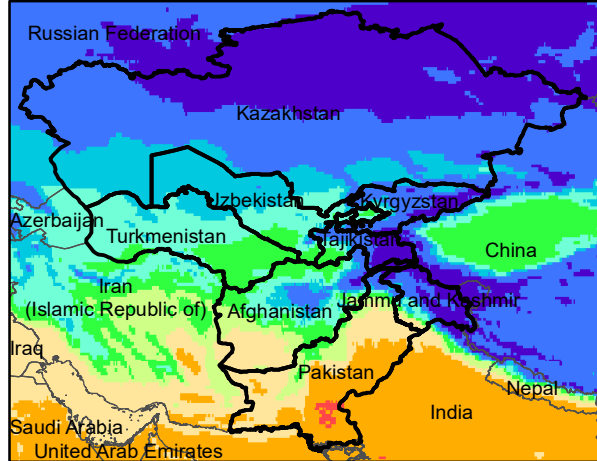 Russian Federation
Kazakhstan
Uzbekistan
Kyrgyzstan
Azerbaijan
Turkmenistan
Tajikistan
China
Iran
(Islamic Republic of)
Afghanistan
Jammu and Kashmir
Iraq
Pakistan
Nepal
India
Saudi Arabia
United Arab Emirates